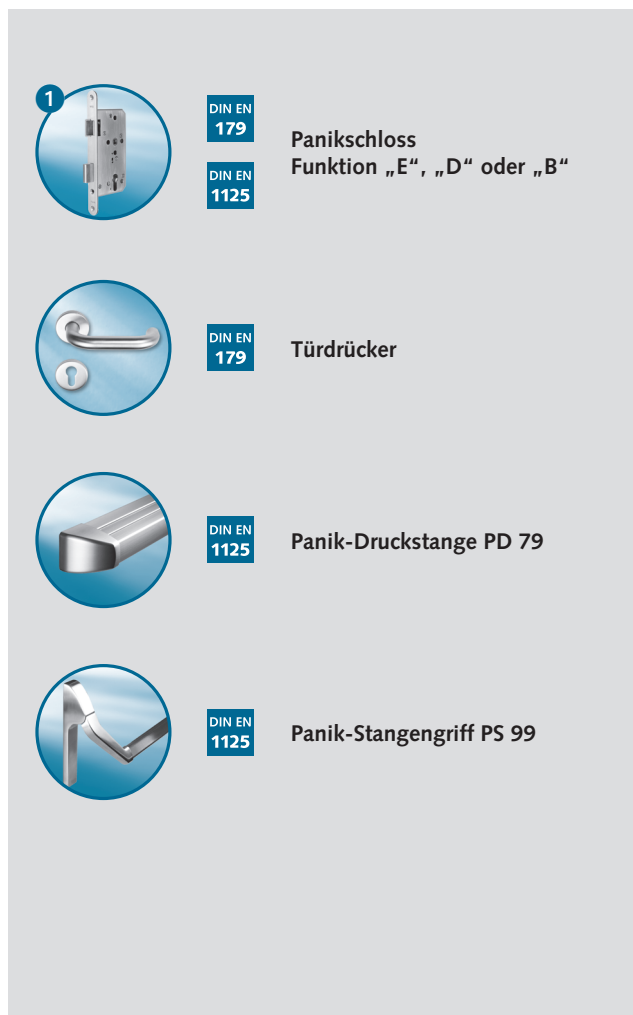 1
DIN EN
179
DIN EN
1125
Panikschloss
Funktion „E“, „D“ oder „B“
DIN EN
179
Türdrücker
DIN EN
1125
Panik-Druckstange PD 79
DIN EN
1125
Panik-Stangengriff PS 99